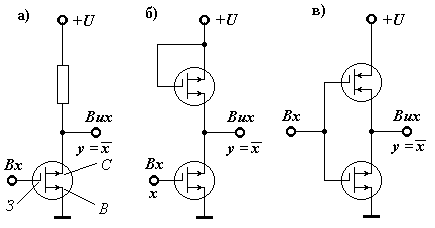 а)
+U
Вих
y = x̅
Вх
С
З
В
б)
+U
Вих
y = x̅
Вх
x
в)
+U
Вх
Вих
y = x̅